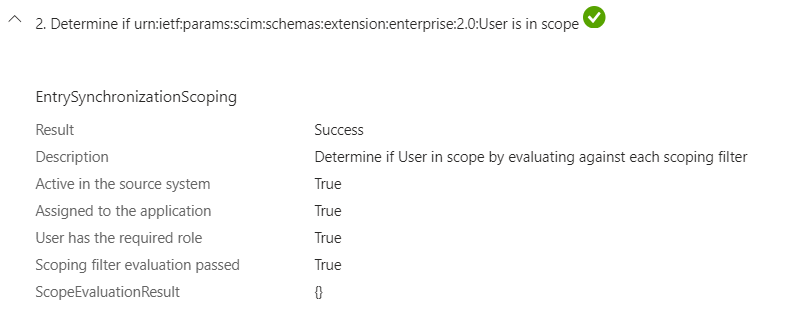 2. Determine if urn:ietf:params:scim:schemas:extension:enterprise:2.0:User is in scope
EntrySynchronizationScoping
Result Success
Description Determine if User in scope by evaluating against each scoping filter
Active in the source system True
Assigned to the application True
User has the required role True
Scoping filter evaluation passed True
ScopeEvaluationResult {}